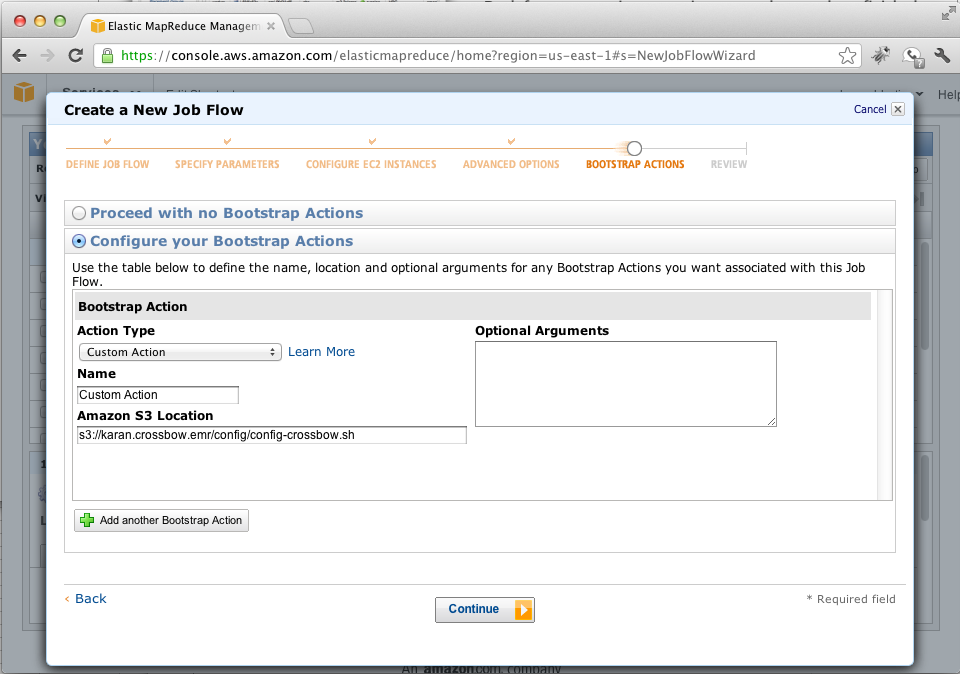 Elastic MapReduce Managem
https://console.aws.amazon.com/elasticmapreduce/home?region=us-east-1#s=NewJobFlowWizard
Help
Create a New Job Flow
Cancel
DEFINE JOB FLOW SPECIFY PARAMETERS CONFIGURE EC2 INSTANCES ADVANCED OPTIONS BOOTSTRAP ACTIONS REVIEW
Proceed with no Bootstrap Actions
Configure your Bootstrap Actions
Use the table below to define the name, location and optional arguments for any Bootstrap Actions you want associated with this Job
Flow.
Bootstrap Action
Action Type Optional Arguments
Custom Action Learn More
Name
Custom Action
Amazon S3 Location
s3://karan.crossbow.emr/config/config-crossbow.sh
Add another Bootstrap Action
‹ Back
Continue
* Required field
An amazon.com company